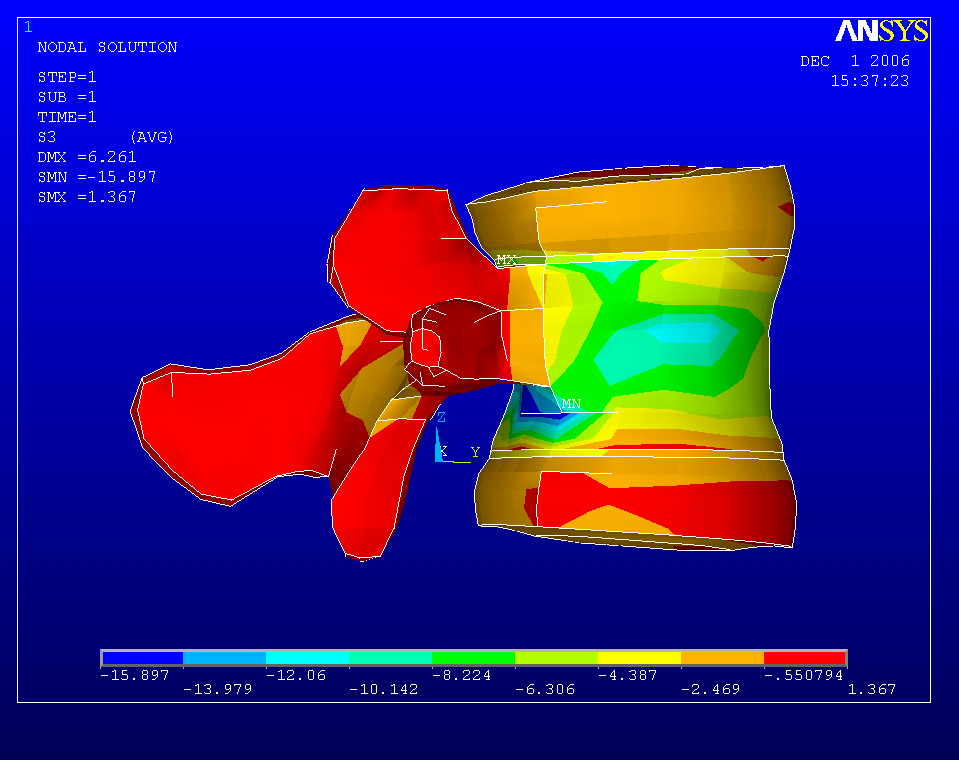 1
ANSYS
NODAL SOLUTION
DEC 1 2006
15:37:23
STEP=1
SUB =1
TIME=1
S3 (AVG)
DMX =6.261
SMN =-15.897
SMX =1.367
MX
MN
Z
X Y
-15.897 -12.06 -8.224 -4.387 -.550794
-13.979 -10.142 -6.306 -2.469 1.367